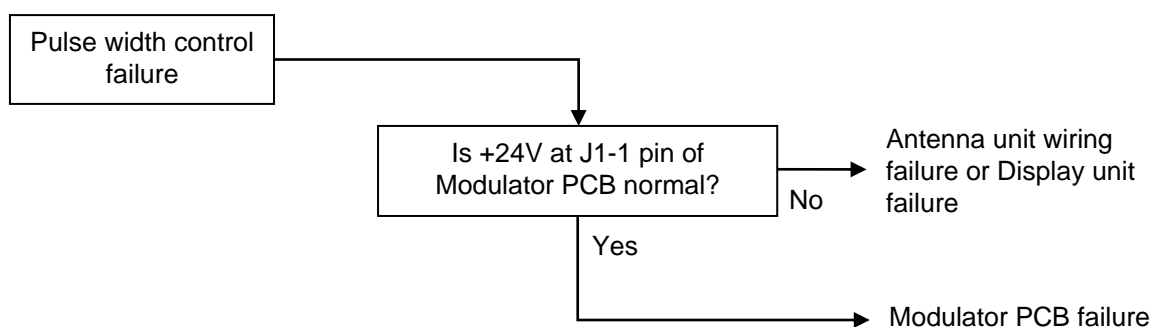 Pulse width control
failure
Is +24V at J1-1 pin of
Modulator PCB normal?
Antenna unit wiring
failure or Display unit
failure
No
Yes
Modulator PCB failure